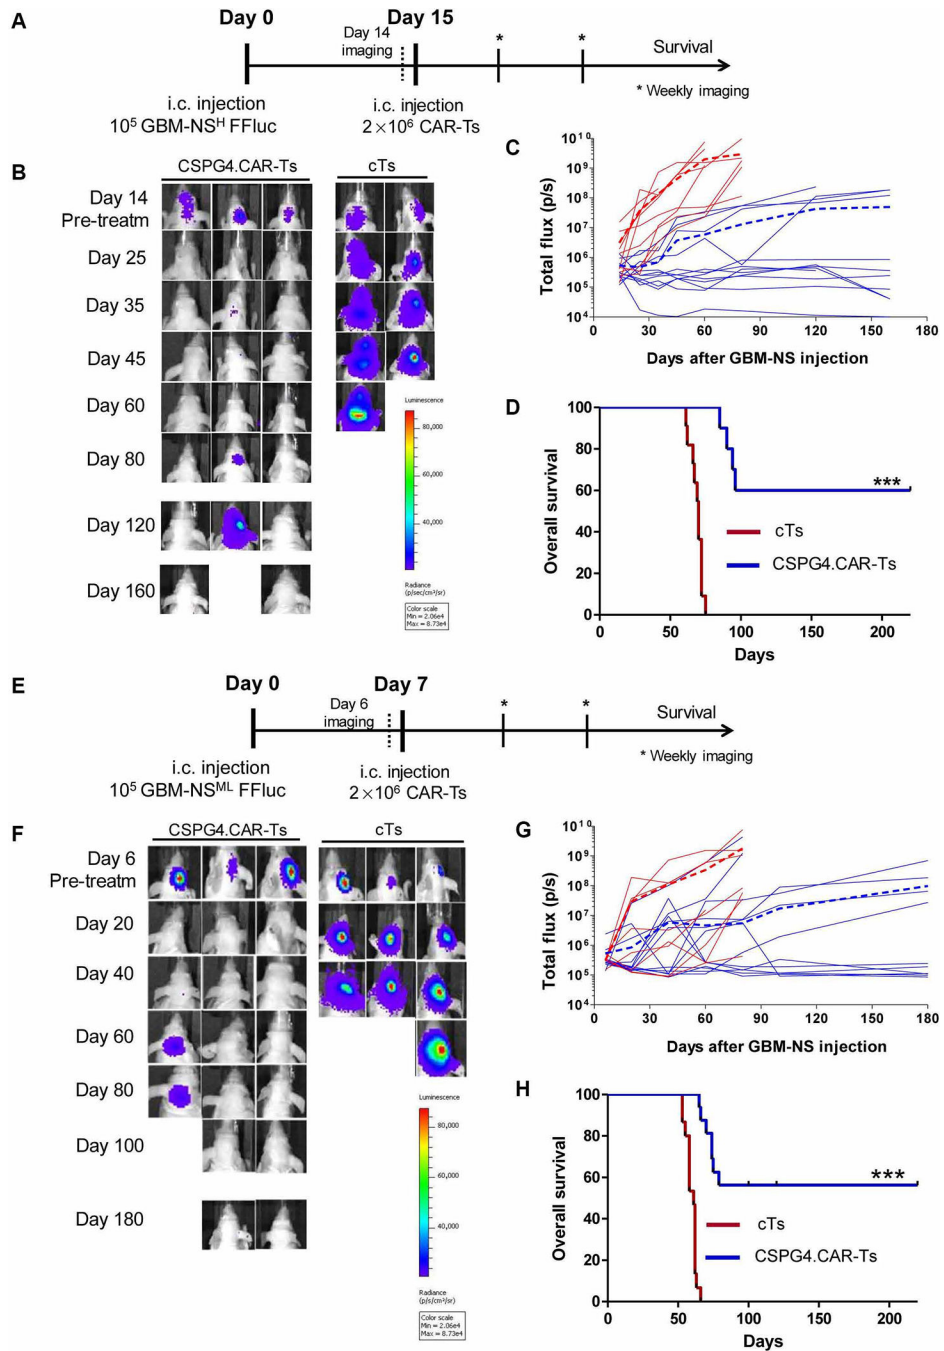 A
Day 0
Day 15
Day 14
imaging
*
*
Survival
* Weekly imaging
i.c. injection
10⁵ GBM-NSᴴ FFluc
i.c. injection
2×10⁶ CAR-Ts
B
CSPG4.CAR-Ts
cTs
Day 14
Pre-treatm
Day 25
Day 35
Day 45
Day 60
Day 80
Day 120
Day 160
Luminescence
80,000
60,000
40,000
Radiance
(p/sec/cm²/sr)
Color scale
Min = 2.06e4
Max = 8.73e4
C
Total flux (p/s)
10¹⁰
10⁹
10⁸
10⁷
10⁶
10⁵
10⁴
0 30 60 90 120 150 180
Days after GBM-NS injection
D
Overall survival
100
80
60
40
20
0
***
cTs
CSPG4.CAR-Ts
0 50 100 150 200
Days
E
Day 0
Day 7
Day 6
imaging
*
*
Survival
* Weekly imaging
i.c. injection
10⁵ GBM-NSᴹᴸ FFluc
i.c. injection
2×10⁶ CAR-Ts
F
CSPG4.CAR-Ts
cTs
Day 6
Pre-treatm
Day 20
Day 40
Day 60
Day 80
Day 100
Day 180
Luminescence
80,000
60,000
40,000
Radiance
(p/s/cm²/sr)
Color scale
Min = 2.06e4
Max = 8.73e4
G
Total flux (p/s)
10¹⁰
10⁹
10⁸
10⁷
10⁶
10⁵
10⁴
0 30 60 90 120 150 180
Days after GBM-NS injection
H
Overall survival
100
80
60
40
20
0
***
cTs
CSPG4.CAR-Ts
0 50 100 150 200
Days